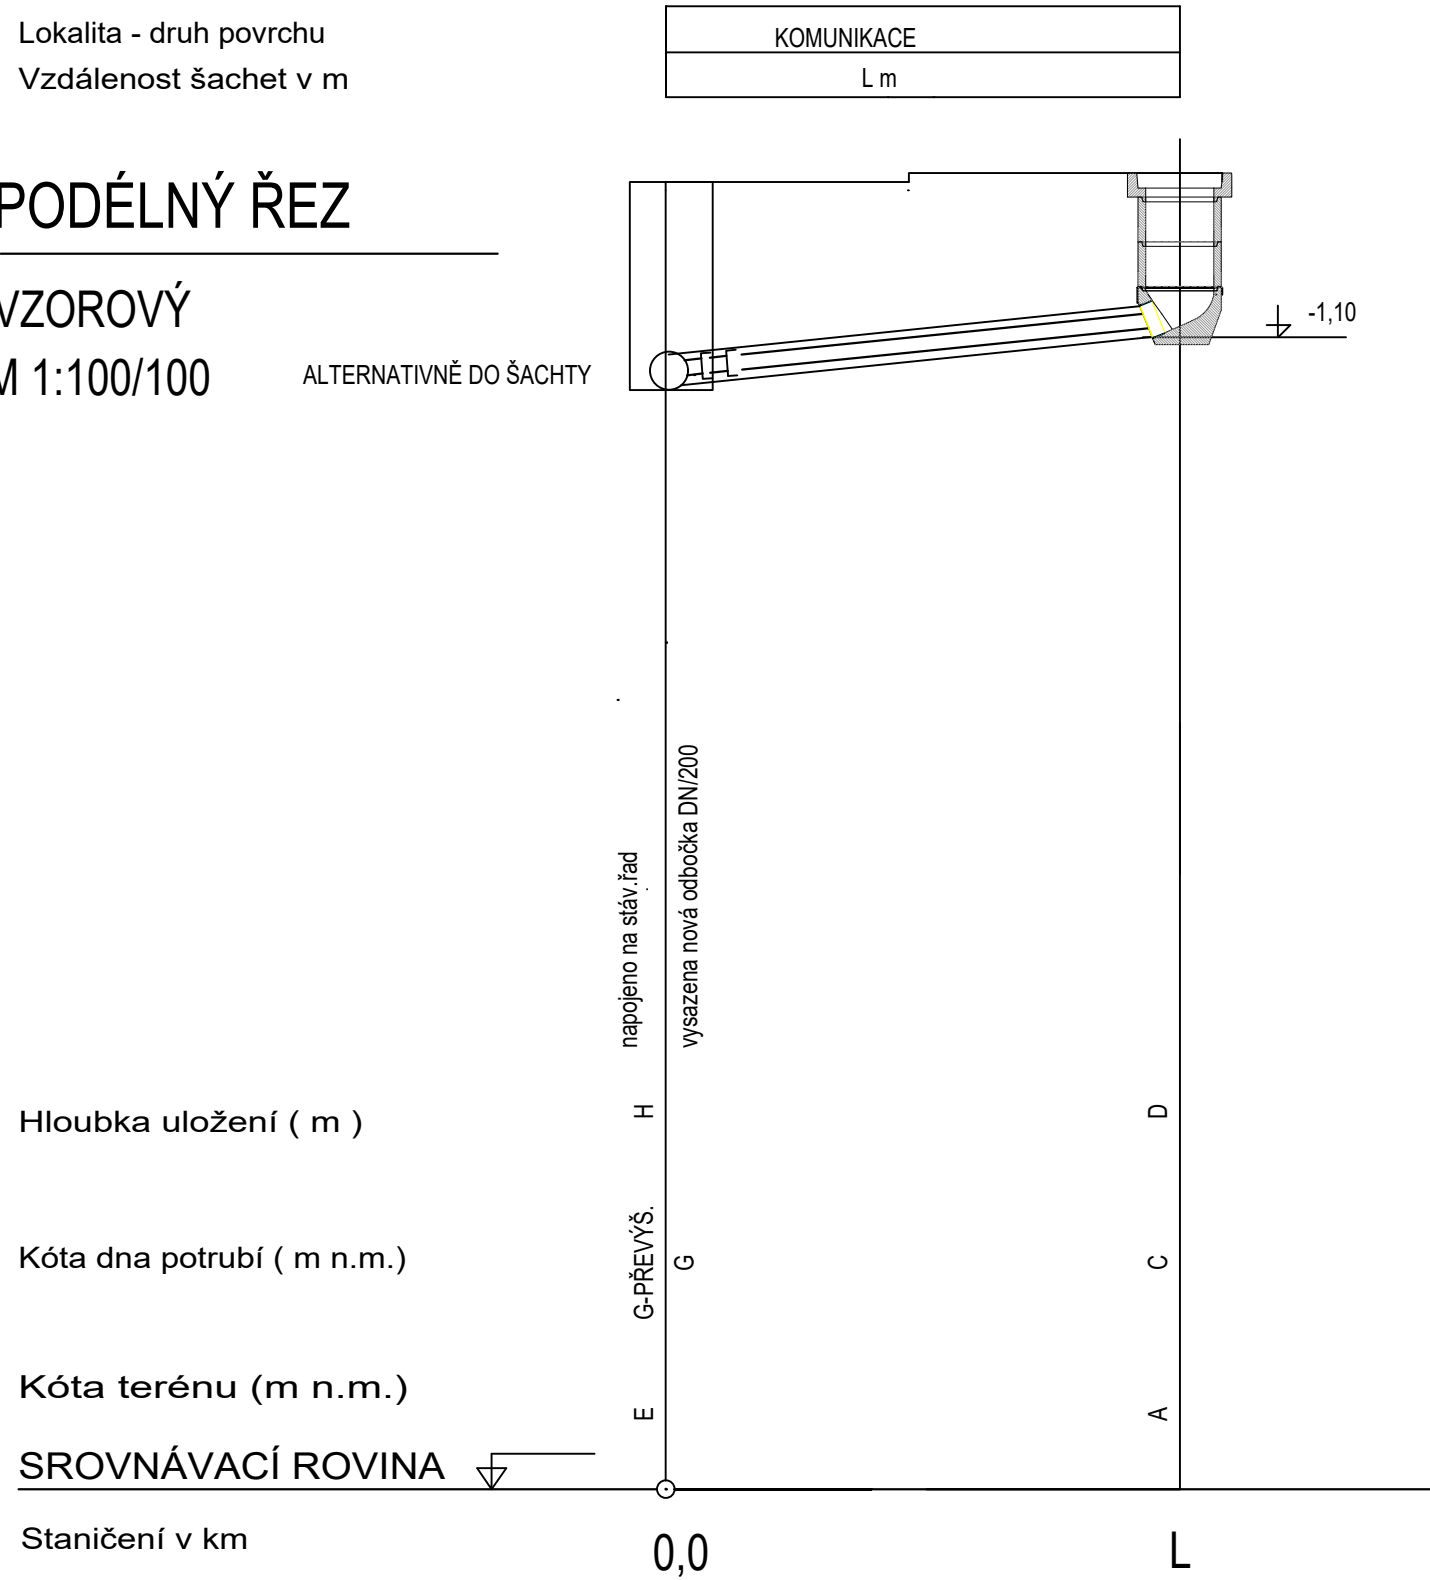 Lokalita - druh povrchu
KOMUNIKACE
Vzdálenost šachet v m
L m
PODÉLNÝ ŘEZ
VZOROVÝ
-1,10
M 1:100/100
ALTERNATIVNĚ DO ŠACHTY
napojeno na stáv.řad
vysazena nová odbočka DN/200
Hloubka uložení ( m )
H
D
Kóta dna potrubí ( m n.m.)
G-PŘEVÝŠ.
G
C
Kóta terénu (m n.m.)
E
A
SROVNÁVACÍ ROVINA
Staničení v km
0,0
L